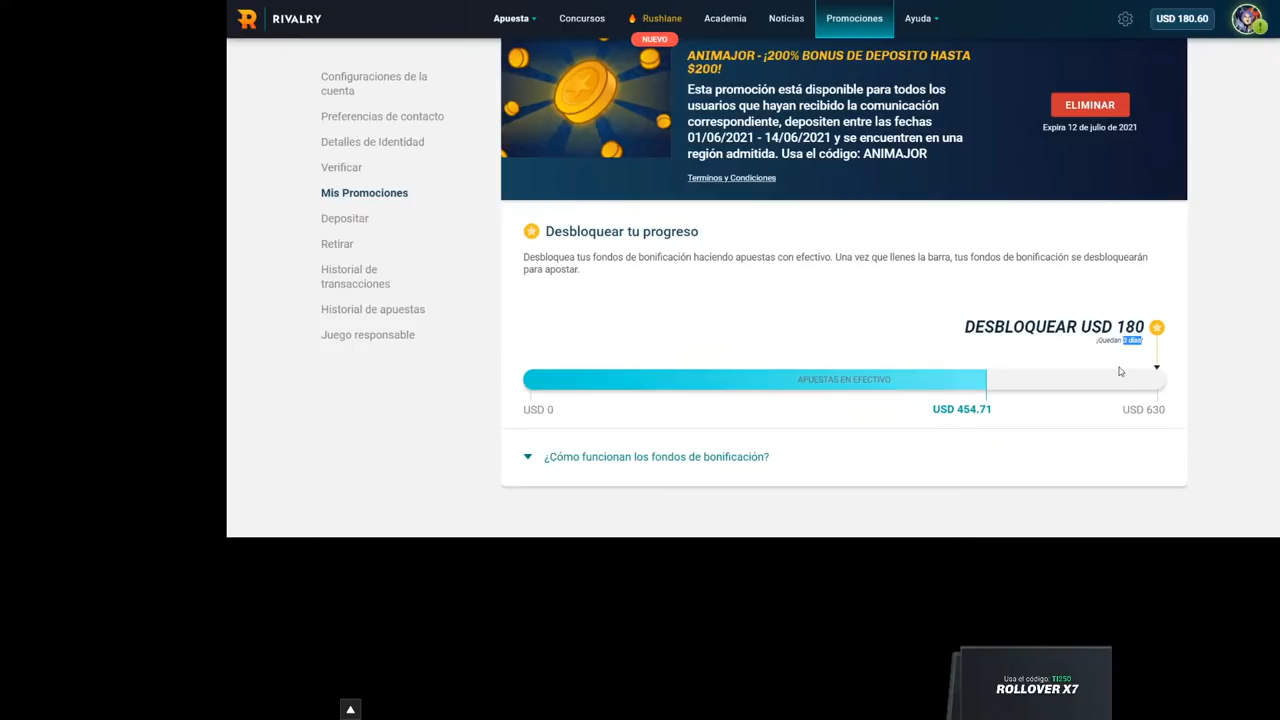 RIVALRY
Apuesta
Concursos
Rushlane
NUEVO
Academia
Noticias
Promociones
Ayuda
USD 180.60
Configuraciones de la
cuenta
Preferencias de contacto
Detalles de Identidad
Verificar
Mis Promociones
Depositar
Retirar
Historial de
transacciones
Historial de apuestas
Juego responsable
ANIMAJOR - ¡200% BONUS DE DEPOSITO HASTA
$200!
Esta promoción está disponible para todos los
usuarios que hayan recibido la comunicación
correspondiente, depositen entre las fechas
01/06/2021 - 14/06/2021 y se encuentren en una
región admitida. Usa el código: ANIMAJOR
Terminos y Condiciones
ELIMINAR
Expira 12 de julio de 2021
Desbloquear tu progreso
Desbloquea tus fondos de bonificación haciendo apuestas con efectivo. Una vez que llenes la barra, tus fondos de bonificación se desbloquearán
para apostar.
DESBLOQUEAR USD 180
¡Quedan días!
APUESTAS EN EFECTIVO
USD 0
USD 454.71
USD 630
¿Cómo funcionan los fondos de bonificación?
Usa el código: TI250
ROLLOVER X7